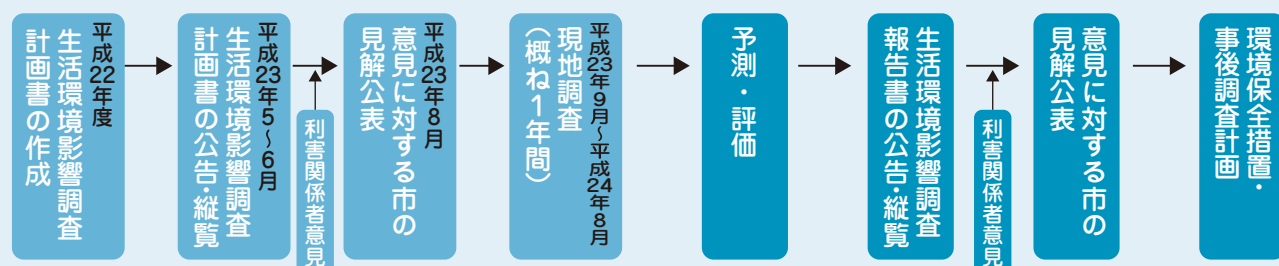 平成22年度
生活環境影響調査
計画書の作成
平成23年5～6月
生活環境影響調査
計画書の公告・縦覧
利害関係者意見
平成23年8月
意見に対する市の
見解公表
平成23年9月～平成24年8月
現地調査
（概ね1年間）
予測・評価
生活環境影響調査
報告書の公告・縦覧
利害関係者意見
意見に対する市の
見解公表
環境保全措置・
事後調査計画